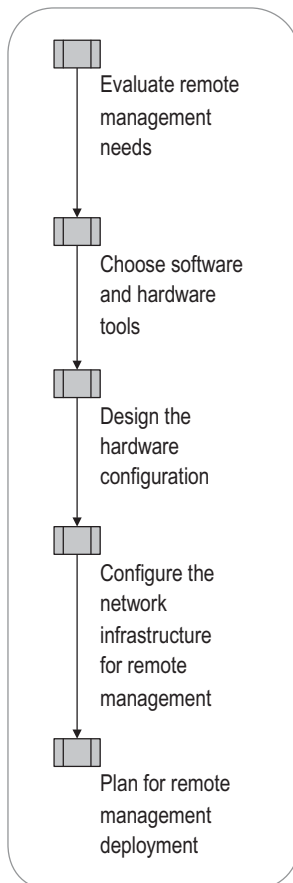 Evaluate remote
management
needs
Choose software
and hardware
tools
Design the
hardware
configuration
Configure the
network
infrastructure
for remote
management
Plan for remote
management
deployment